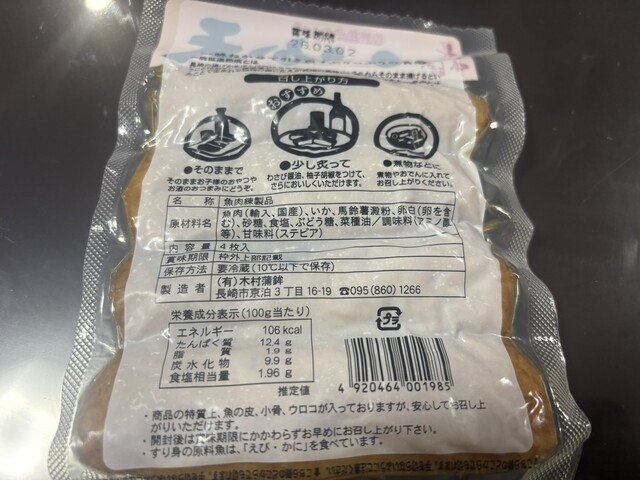 賞味期限
26.03.02
召し上がり方
おすすめ
●そのままで
そのままお子様のおやつや
お酒のおつまみにどうぞ。
●少し炙って
わさび醤油、柚子胡椒をつけて、
さらにおいしくいただけます。
●煮物などに
煮物やおでんに入れて
お召し上がりください。
名 称 魚肉練製品
原材料名 魚肉(輸入、国産)、いか、馬鈴薯澱粉、卵白(卵を含
む)、砂糖、食塩、ぶどう糖、菜種油/調味料(アミノ酸
等)、甘味料(ステビア)
内 容 量 4枚入
賞味期限 枠外上部記載
保存方法 要冷蔵(10℃以下で保存)
製 造 者 (有)木村蒲鉾
長崎市京泊3丁目16-19 ☎095(860)1266
栄養成分表示(100g当たり)
エネルギー 106 kcal
たんぱく質 12.4 g
脂 質 1.9 g
炭水化物 9.9 g
食塩相当量 1.96 g
推定値
プラ
4 920464 001985
・商品の特質上、魚の皮、小骨、ウロコが入っておりますが、安心してお召し上
がりいただけます。
・開封後は賞味期限にかかわらずお早めにお召し上がり下さい。
・すり身の原料魚は、「えび・かに」を食べています。